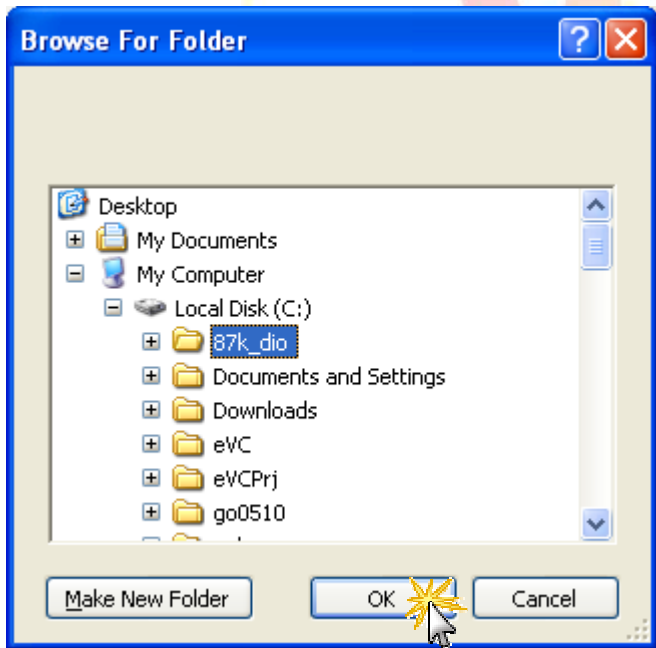 Browse For Folder
Desktop
My Documents
My Computer
Local Disk (C:)
87k_dio
Documents and Settings
Downloads
eVC
eVCPrj
go0510
Make New Folder OK Cancel